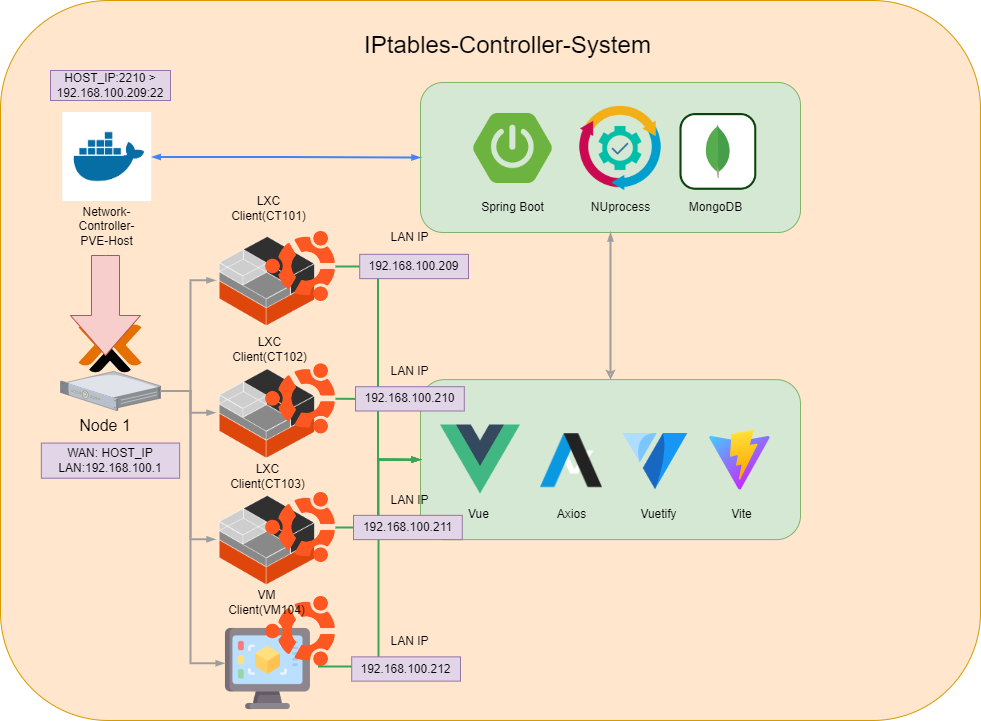 IPtables-Controller-System
HOST_IP:2210 >
192.168.100.209:22
Spring Boot
NUprocess
MongoDB
Network-
Controller-
PVE-Host
LXC
Client(CT101)
LAN IP
192.168.100.209
LXC
Client(CT102)
LAN IP
192.168.100.210
Node 1
WAN: HOST_IP
LAN:192.168.100.1
LXC
Client(CT103)
LAN IP
192.168.100.211
Vue
Axios
Vuetify
Vite
VM
Client(VM104)
LAN IP
192.168.100.212